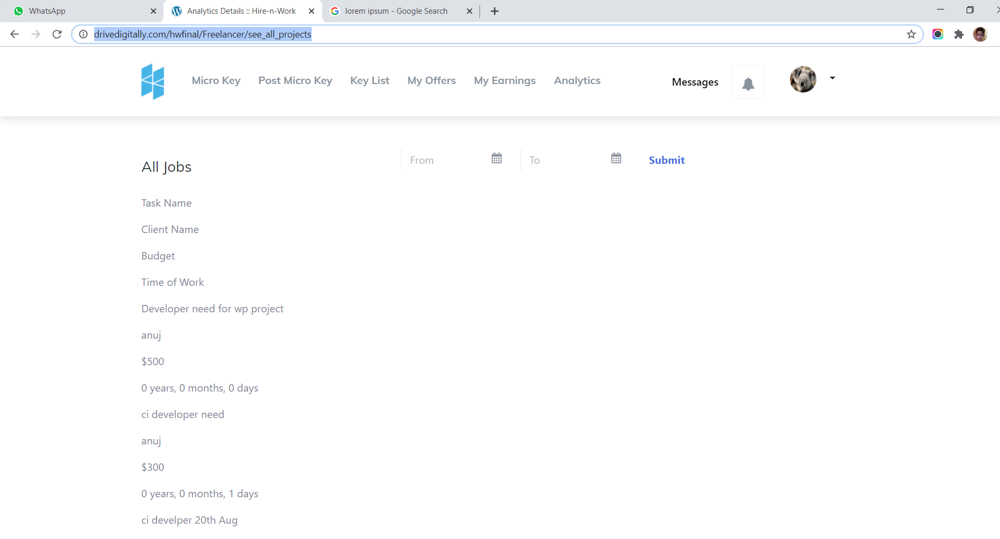 WhatsApp
Analytics Details :: Hire-n-Work
lorem ipsum - Google Search
drivedigitally.com/hwfinal/Freelancer/see_all_projects
Micro Key Post Micro Key Key List My Offers My Earnings Analytics Messages
All Jobs
From To Submit
Task Name
Client Name
Budget
Time of Work
Developer need for wp project
anuj
$500
0 years, 0 months, 0 days
ci developer need
anuj
$300
0 years, 0 months, 1 days
ci develper 20th Aug